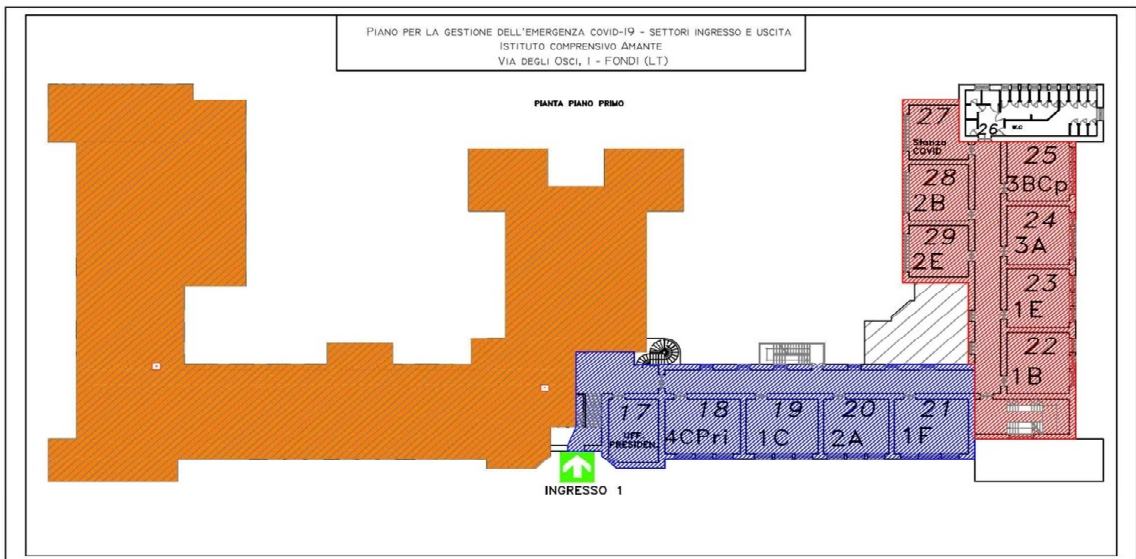 PIANO PER LA GESTIONE DELL'EMERGENZA COVID-19 - SETTORI INGRESSO E USCITA
ISTITUTO COMPRENSIVO AMANTE
VIA DEGLI OSCI, 1 - FONDI (LT)
PIANTA PIANO PRIMO
27
Stanza
COVID
26
W.C
28
2B
29
2E
25
3BCp
24
3A
23
1E
22
1B
17
UFF.
PRESIDEN.
18
4CPri
19
1C
20
2A
21
1F
INGRESSO 1